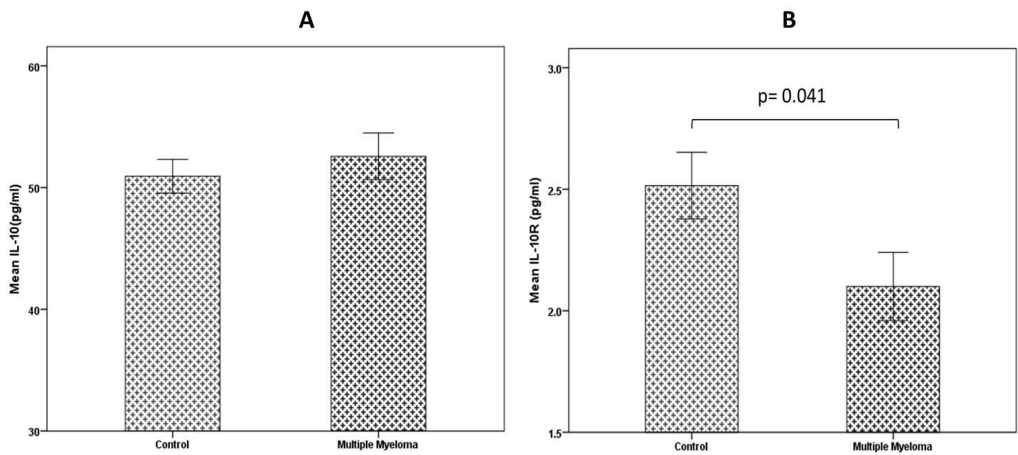 A
B
Mean IL-10(pg/ml)
60
50
40
30
Control
Multiple Myeloma
Mean IL-10R (pg/ml)
3.0
2.5
2.0
1.5
p= 0.041
Control
Multiple Myeloma